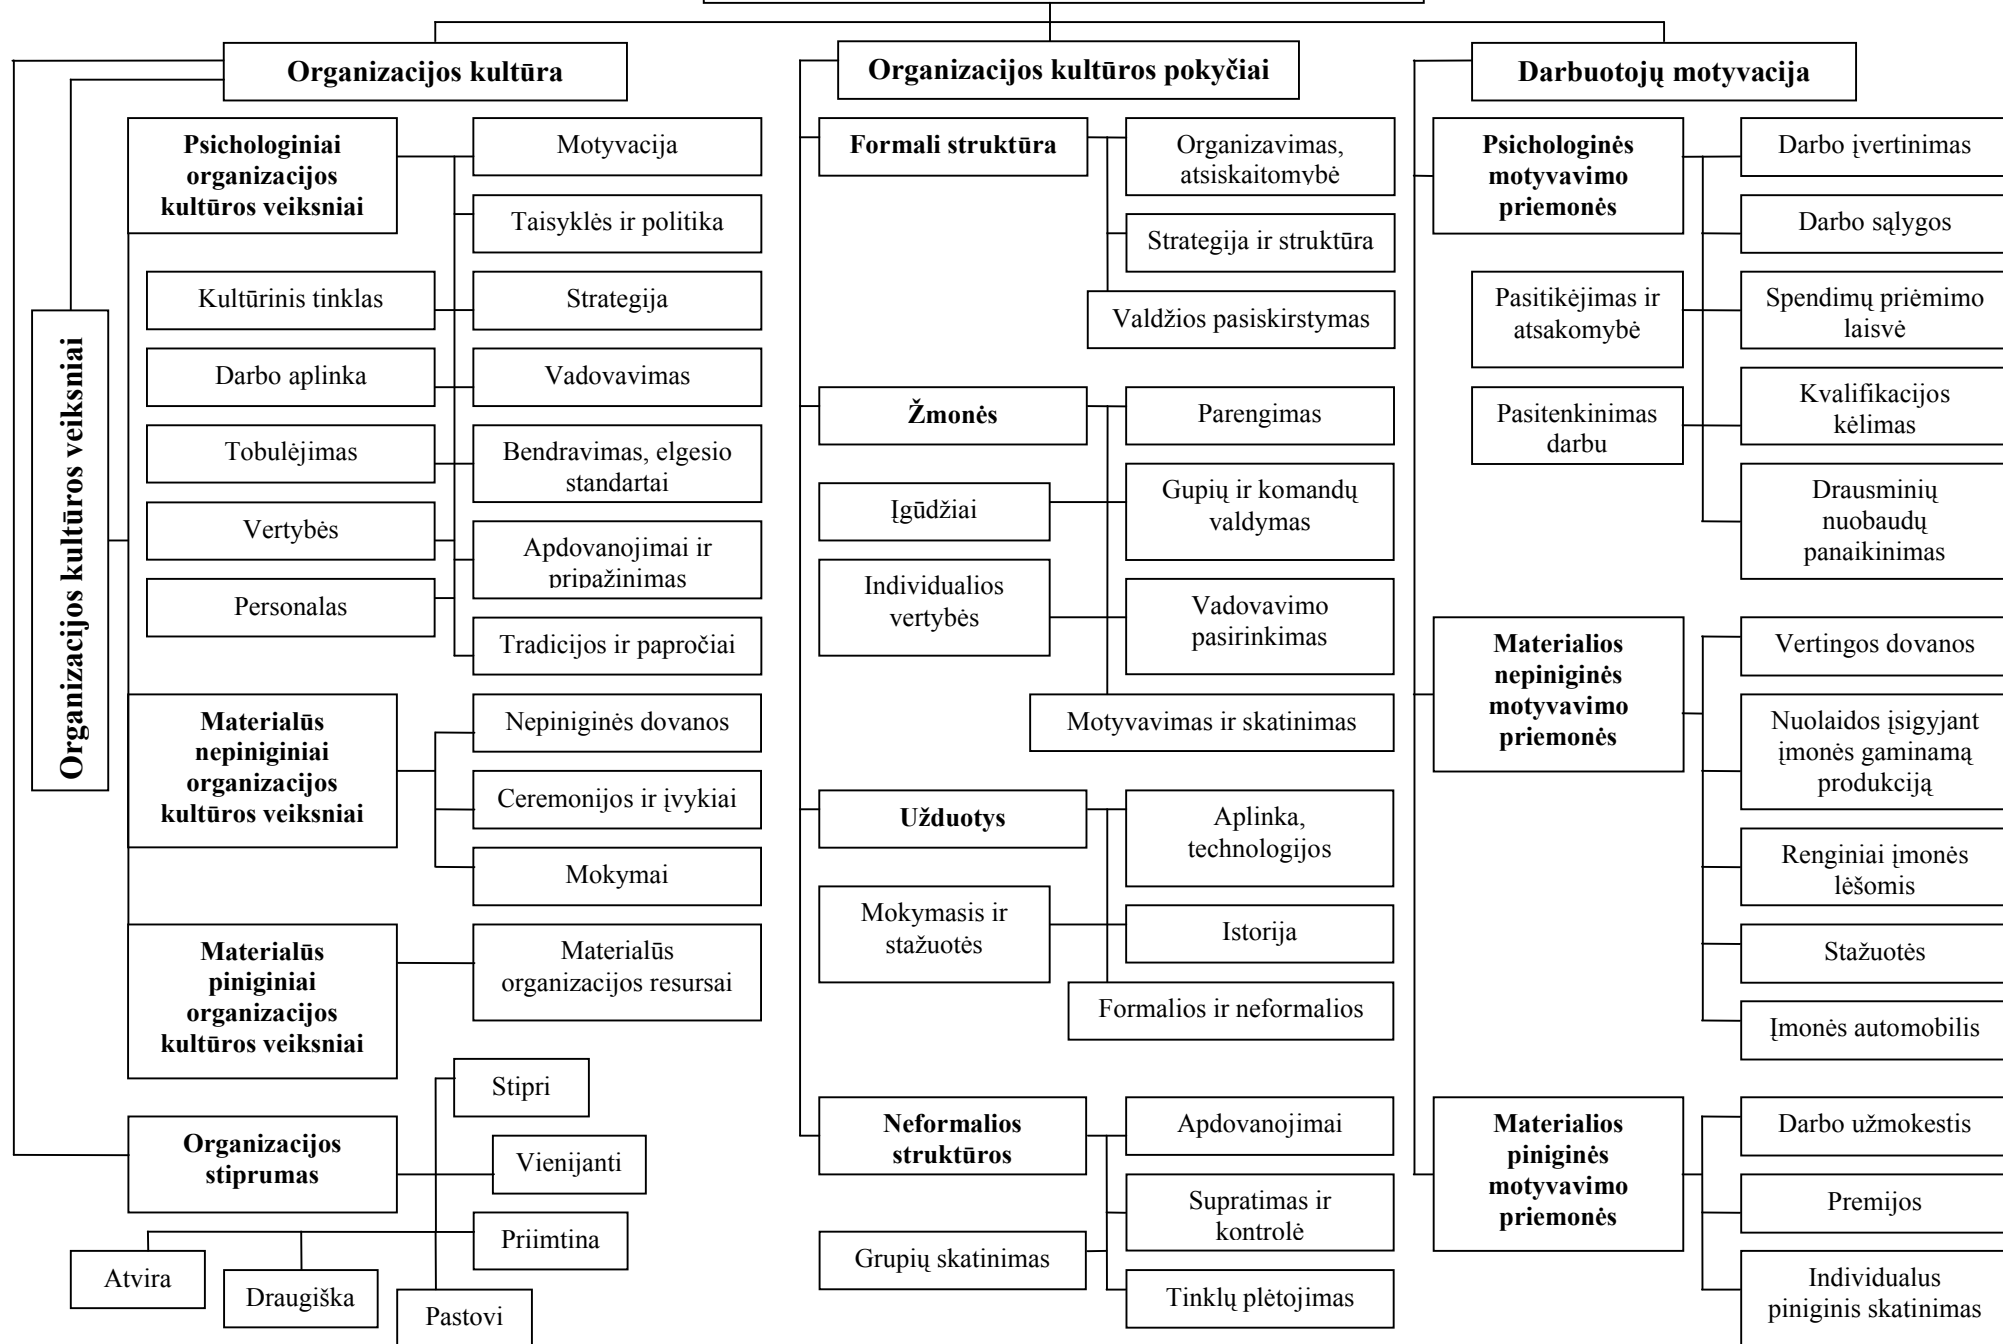 Organizacijos kultūra
Organizacijos kultūros veiksniai
Psichologiniai
organizacijos
kultūros veiksniai
Motyvacija
Taisyklės ir politika
Kultūrinis tinklas
Strategija
Darbo aplinka
Vadovavimas
Tobulėjimas
Bendravimas, elgesio
standartai
Vertybės
Apdovanojimai ir
pripažinimas
Personalas
Tradicijos ir papročiai
Materialūs
nepiniginiai
organizacijos
kultūros veiksniai
Nepiniginės dovanos
Ceremonijos ir įvykiai
Mokymai
Materialūs
piniginiai
organizacijos
kultūros veiksniai
Materialūs
organizacijos resursai
Organizacijos
stiprumas
Stipri
Vienijanti
Priimtina
Atvira
Draugiška
Pastovi
Organizacijos kultūros pokyčiai
Formali struktūra
Organizavimas,
atsiskaitomybė
Strategija ir struktūra
Valdžios pasiskirstymas
Žmonės
Parengimas
Įgūdžiai
Gupių ir komandų
valdymas
Individualios
vertybės
Vadovavimo
pasirinkimas
Motyvavimas ir skatinimas
Užduotys
Aplinka,
technologijos
Mokymasis ir
stažuotės
Istorija
Formalios ir neformalios
Neformalios
struktūros
Apdovanojimai
Supratimas ir
kontrolė
Grupių skatinimas
Tinklų plėtojimas
Darbuotojų motyvacija
Psichologinės
motyvavimo
priemonės
Darbo įvertinimas
Darbo sąlygos
Pasitikėjimas ir
atsakomybė
Spendimų priėmimo
laisvė
Pasitenkinimas
darbu
Kvalifikacijos
kėlimas
Drausminių
nuobaudų
panaikinimas
Materialios
nepiniginės
motyvavimo
priemonės
Vertingos dovanos
Nuolaidos įsigyjant
įmonės gaminamą
produkciją
Renginiai įmonės
lėšomis
Stažuotės
Įmonės automobilis
Materialios
piniginės
motyvavimo
priemonės
Darbo užmokestis
Premijos
Individualus
piniginis skatinimas